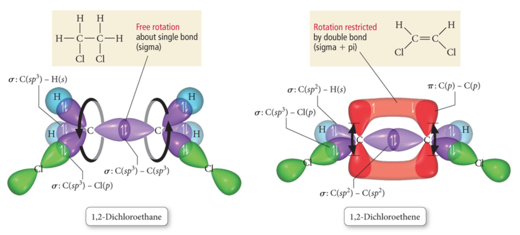 H H
H—C—C—H
Cl Cl
Free rotation
about single bond
(sigma)
σ: C(sp³) – H(s)
H
H
C
C
H
H
Cl
Cl
σ: C(sp³) – C(sp³)
σ: C(sp³) – Cl(p)
1,2-Dichloroethane
Rotation restricted
by double bond
(sigma + pi)
H H
C=C
Cl Cl
σ: C(sp²) – H(s)
π: C(p) – C(p)
σ: C(sp³) – Cl(p)
H
C
C
H
Cl
Cl
σ: C(sp²) – C(sp²)
1,2-Dichloroethene